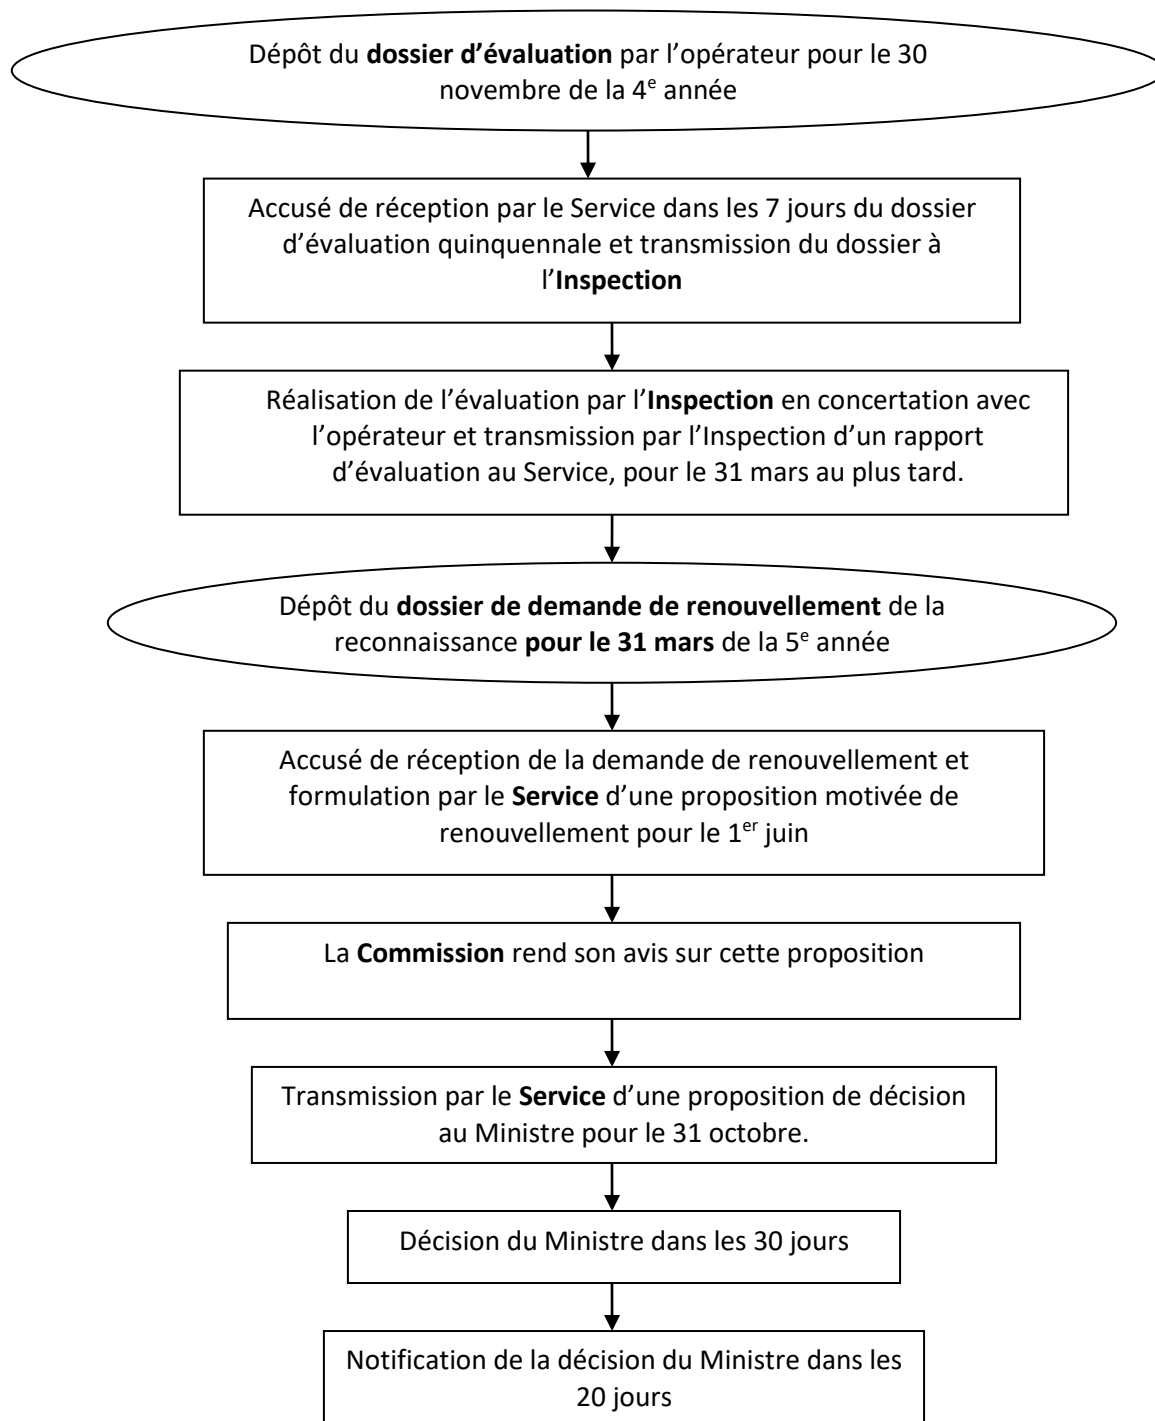 Dépôt du dossier d’évaluation par l’opérateur pour le 30
novembre de la 4e année
Accusé de réception par le Service dans les 7 jours du dossier
d’évaluation quinquennale et transmission du dossier à
l’Inspection
Réalisation de l’évaluation par l’Inspection en concertation avec
l’opérateur et transmission par l’Inspection d’un rapport
d’évaluation au Service, pour le 31 mars au plus tard.
Dépôt du dossier de demande de renouvellement de la
reconnaissance pour le 31 mars de la 5e année
Accusé de réception de la demande de renouvellement et
formulation par le Service d’une proposition motivée de
renouvellement pour le 1er juin
La Commission rend son avis sur cette proposition
Transmission par le Service d’une proposition de décision
au Ministre pour le 31 octobre.
Décision du Ministre dans les 30 jours
Notification de la décision du Ministre dans les
20 jours